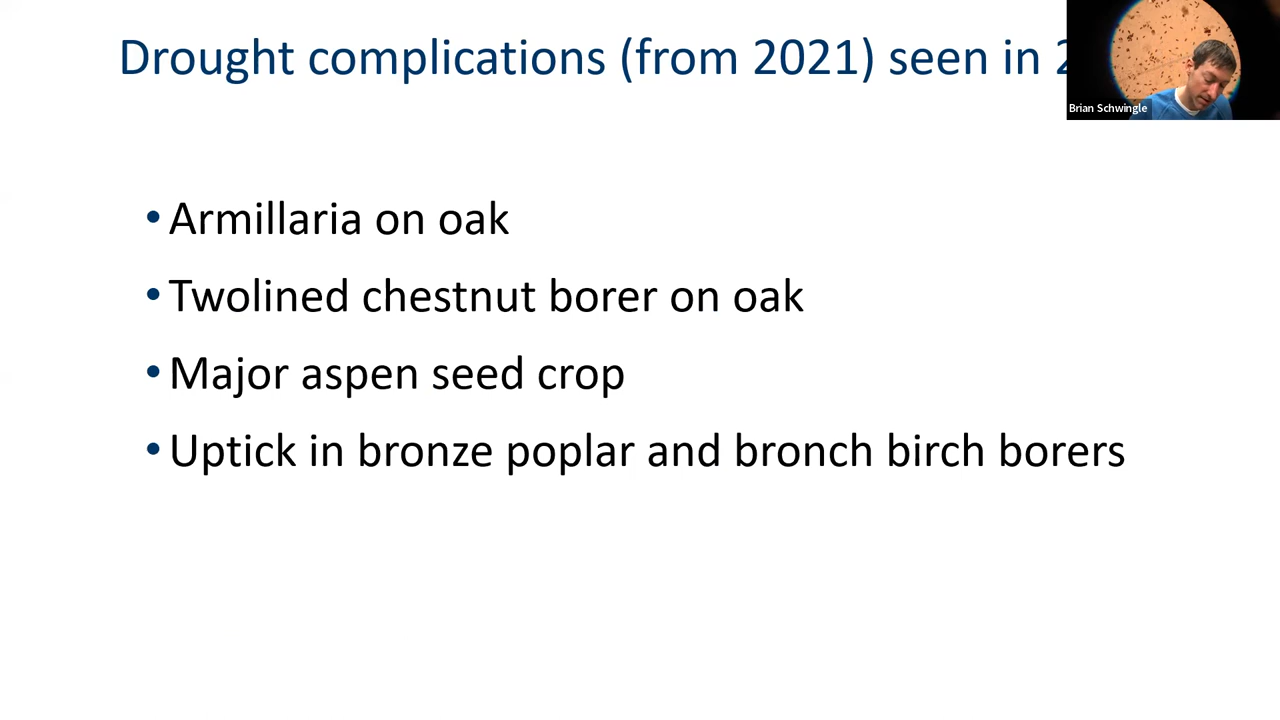 Drought complications (from 2021) seen in 2
Brian Schwingle
• Armillaria on oak
• Twolined chestnut borer on oak
• Major aspen seed crop
• Uptick in bronze poplar and bronch birch borers